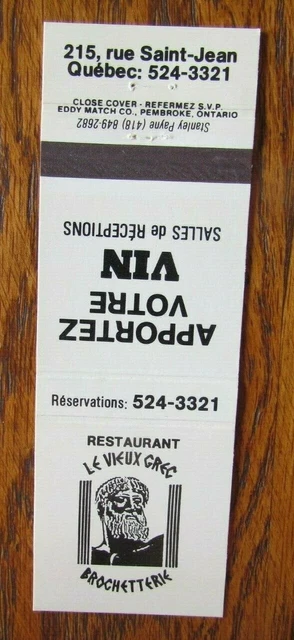 215, rue Saint-Jean
Québec: 524-3321
CLOSE COVER - REFERMEZ S.V.P.
EDDY MATCH CO., PEMBROKE, ONTARIO
Stanley Payne (418) 849-2682
APPORTEZ
VOTRE
VIN
SALLES de RÉCEPTIONS
Réservations: 524-3321
RESTAURANT
LE VIEUX GREC
BROCHETTERIE